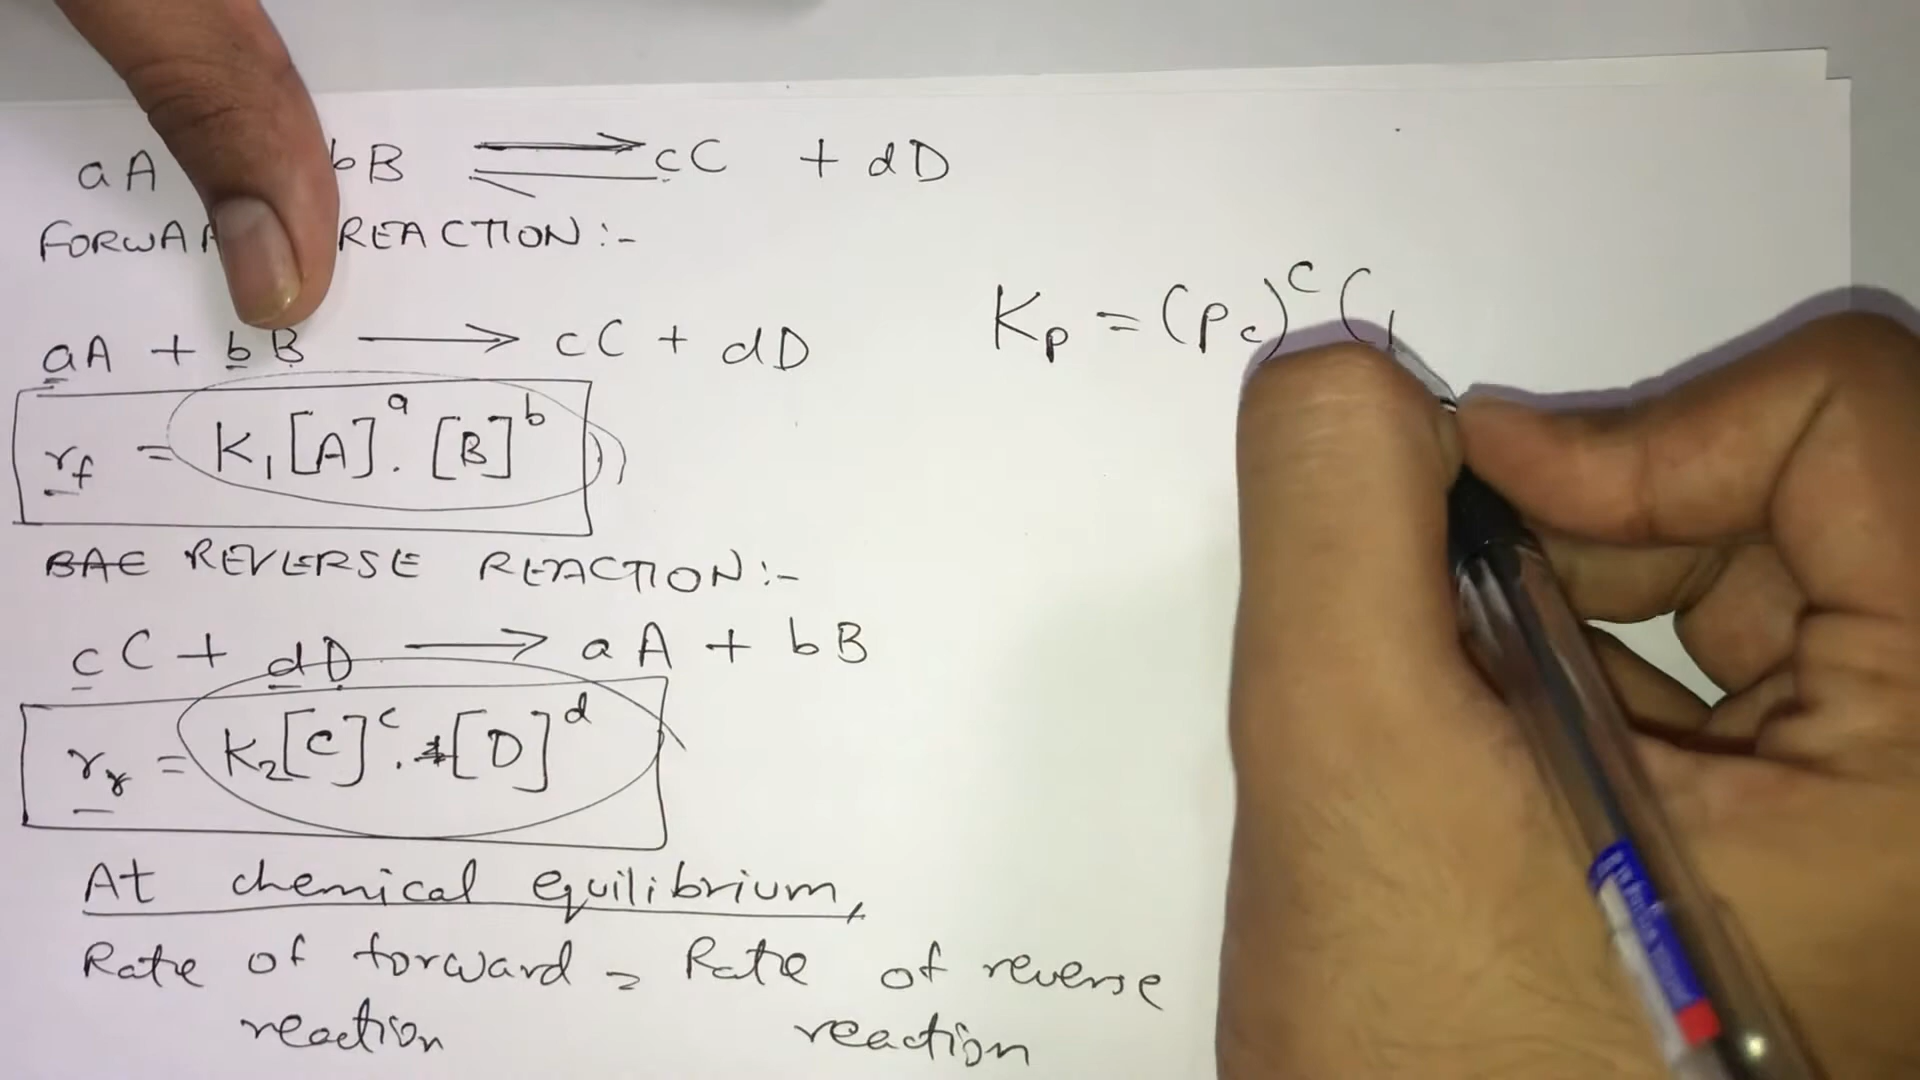 aA bB ⇌ cC + dD
FORWAR REACTION :-
aA + bB ⟶ cC + dD
r_f = K₁[A]^a . [B]^b
BAE REVERSE REACTION :-
cC + dD ⟶ aA + bB
r_r = K₂[C]^c . [D]^d
At chemical equilibrium,
Rate of forward = Rate of reverse
reaction reaction
K_p = (p_c)^c (